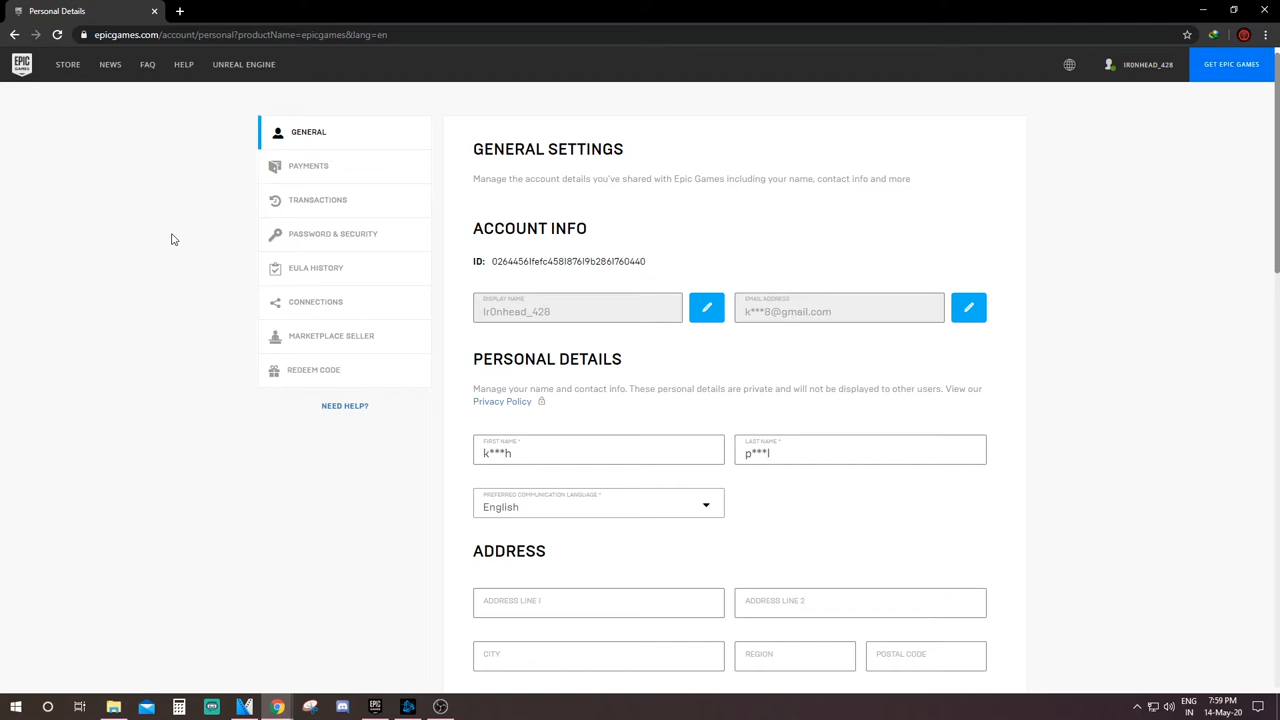 Personal Details
epicgames.com/account/personal?productName=epicgames&lang=en
EPIC GAMES
STORE NEWS FAQ HELP UNREAL ENGINE
IR0NHEAD_428
GET EPIC GAMES
GENERAL
PAYMENTS
TRANSACTIONS
PASSWORD & SECURITY
EULA HISTORY
CONNECTIONS
MARKETPLACE SELLER
REDEEM CODE
NEED HELP?
GENERAL SETTINGS
Manage the account details you've shared with Epic Games including your name, contact info and more
ACCOUNT INFO
ID: 02644561fefc458187619b2861760440
DISPLAY NAME
Ir0nhead_428
EMAIL ADDRESS
k***8@gmail.com
PERSONAL DETAILS
Manage your name and contact info. These personal details are private and will not be displayed to other users. View our
Privacy Policy
FIRST NAME *
k***h
LAST NAME *
p***l
PREFERRED COMMUNICATION LANGUAGE *
English
ADDRESS
ADDRESS LINE 1
ADDRESS LINE 2
CITY
REGION
POSTAL CODE
ENG
IN
7:59 PM
14-May-20